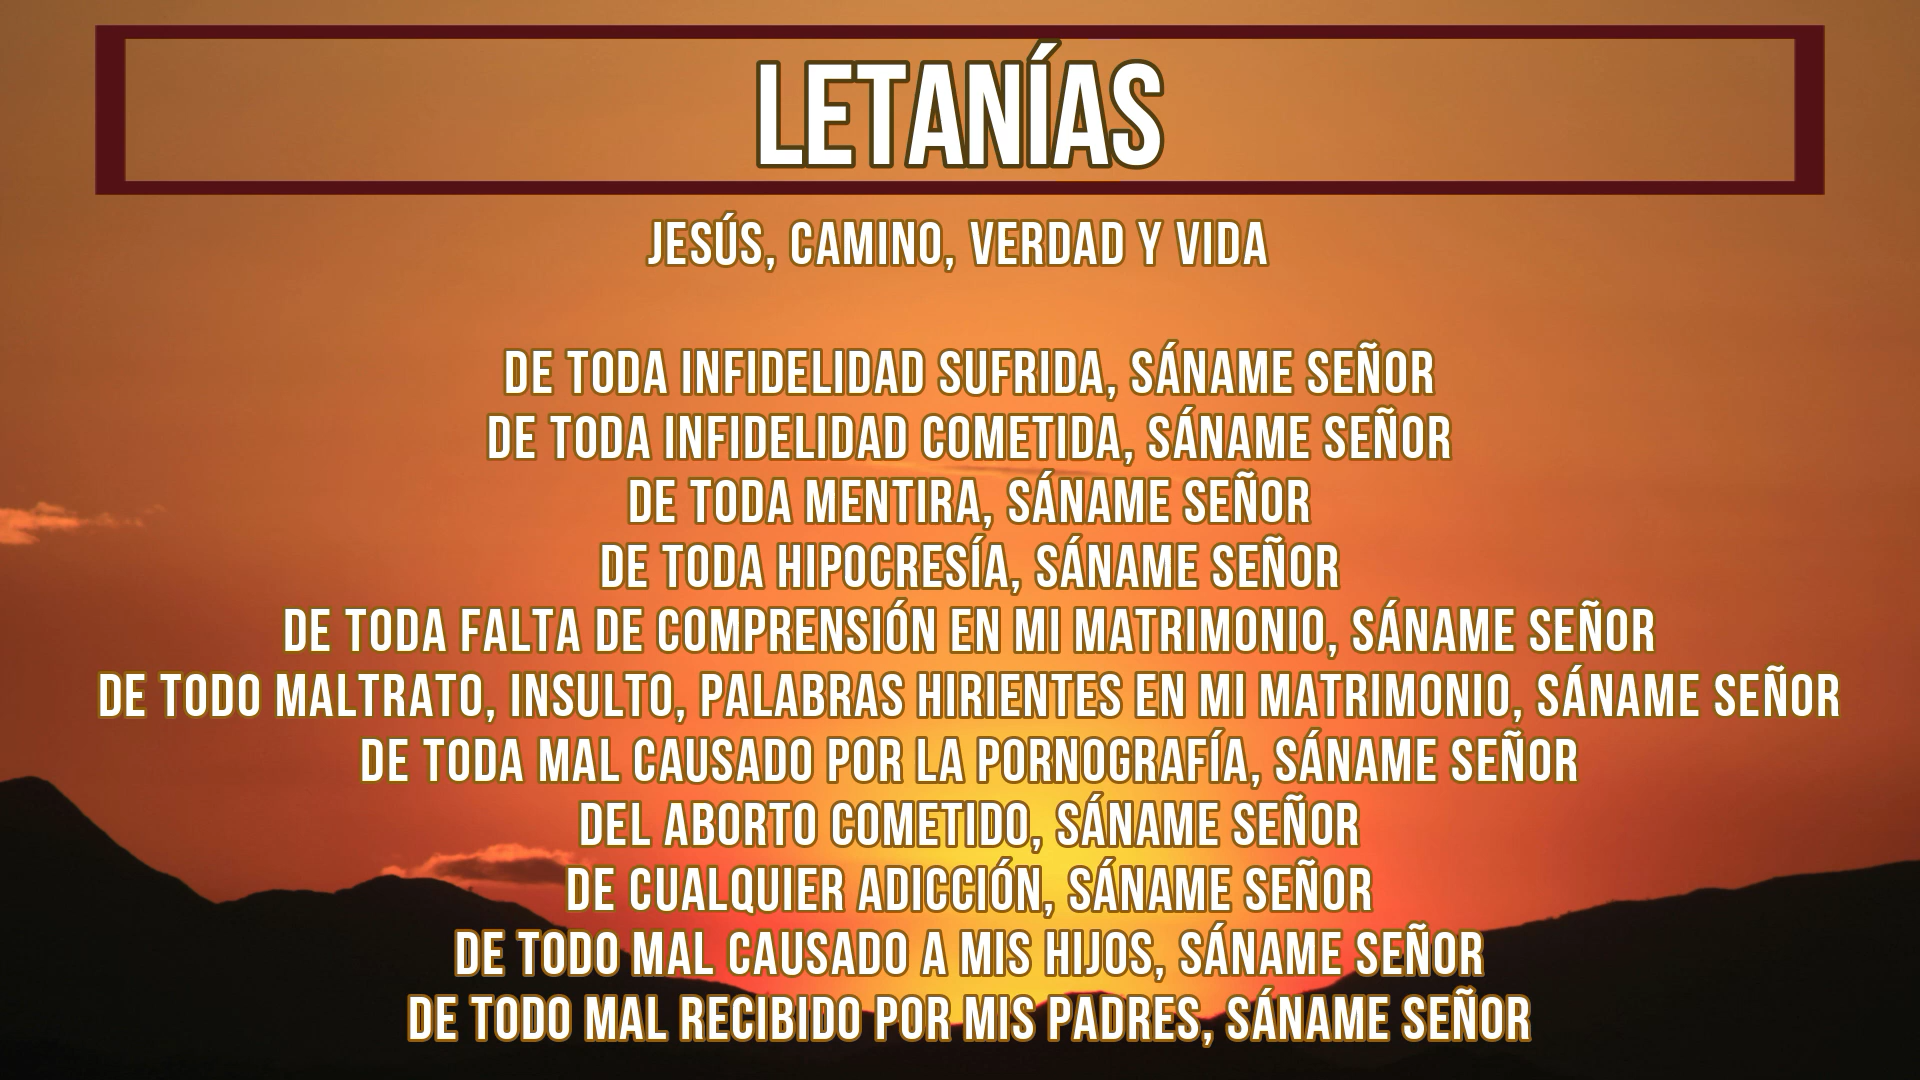 LETANÍAS
JESÚS, CAMINO, VERDAD Y VIDA
DE TODA INFIDELIDAD SUFRIDA, SÁNAME SEÑOR
DE TODA INFIDELIDAD COMETIDA, SÁNAME SEÑOR
DE TODA MENTIRA, SÁNAME SEÑOR
DE TODA HIPOCRESÍA, SÁNAME SEÑOR
DE TODA FALTA DE COMPRENSIÓN EN MI MATRIMONIO, SÁNAME SEÑOR
DE TODO MALTRATO, INSULTO, PALABRAS HIRIENTES EN MI MATRIMONIO, SÁNAME SEÑOR
DE TODA MAL CAUSADO POR LA PORNOGRAFÍA, SÁNAME SEÑOR
DEL ABORTO COMETIDO, SÁNAME SEÑOR
DE CUALQUIER ADICCIÓN, SÁNAME SEÑOR
DE TODO MAL CAUSADO A MIS HIJOS, SÁNAME SEÑOR
DE TODO MAL RECIBIDO POR MIS PADRES, SÁNAME SEÑOR